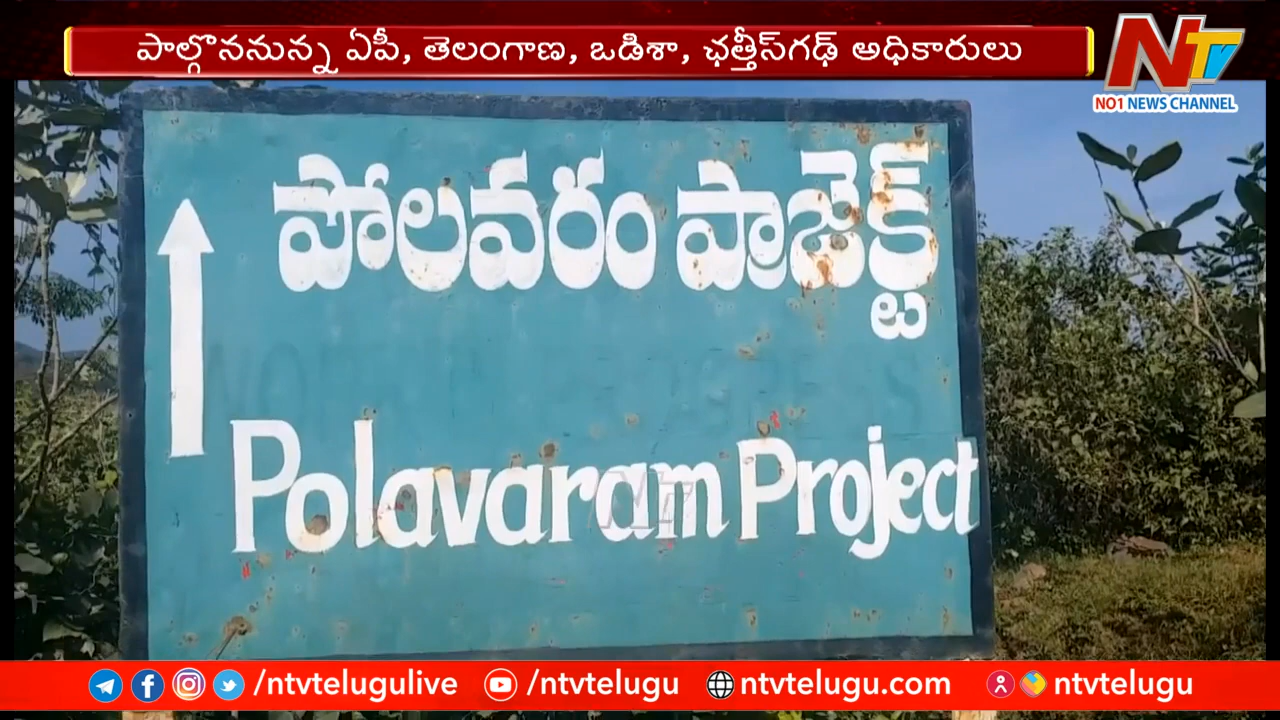 పాల్గొననున్న ఏపీ, తెలంగాణ, ఒడిశా, ఛత్తీస్‌గఢ్ అధికారులు
NTV
NO1 NEWS CHANNEL
పోలవరం ప్రాజెక్ట్
Polavaram Project
/ntvtelugulive
/ntvtelugu
ntvtelugu.com
ntvtelugu